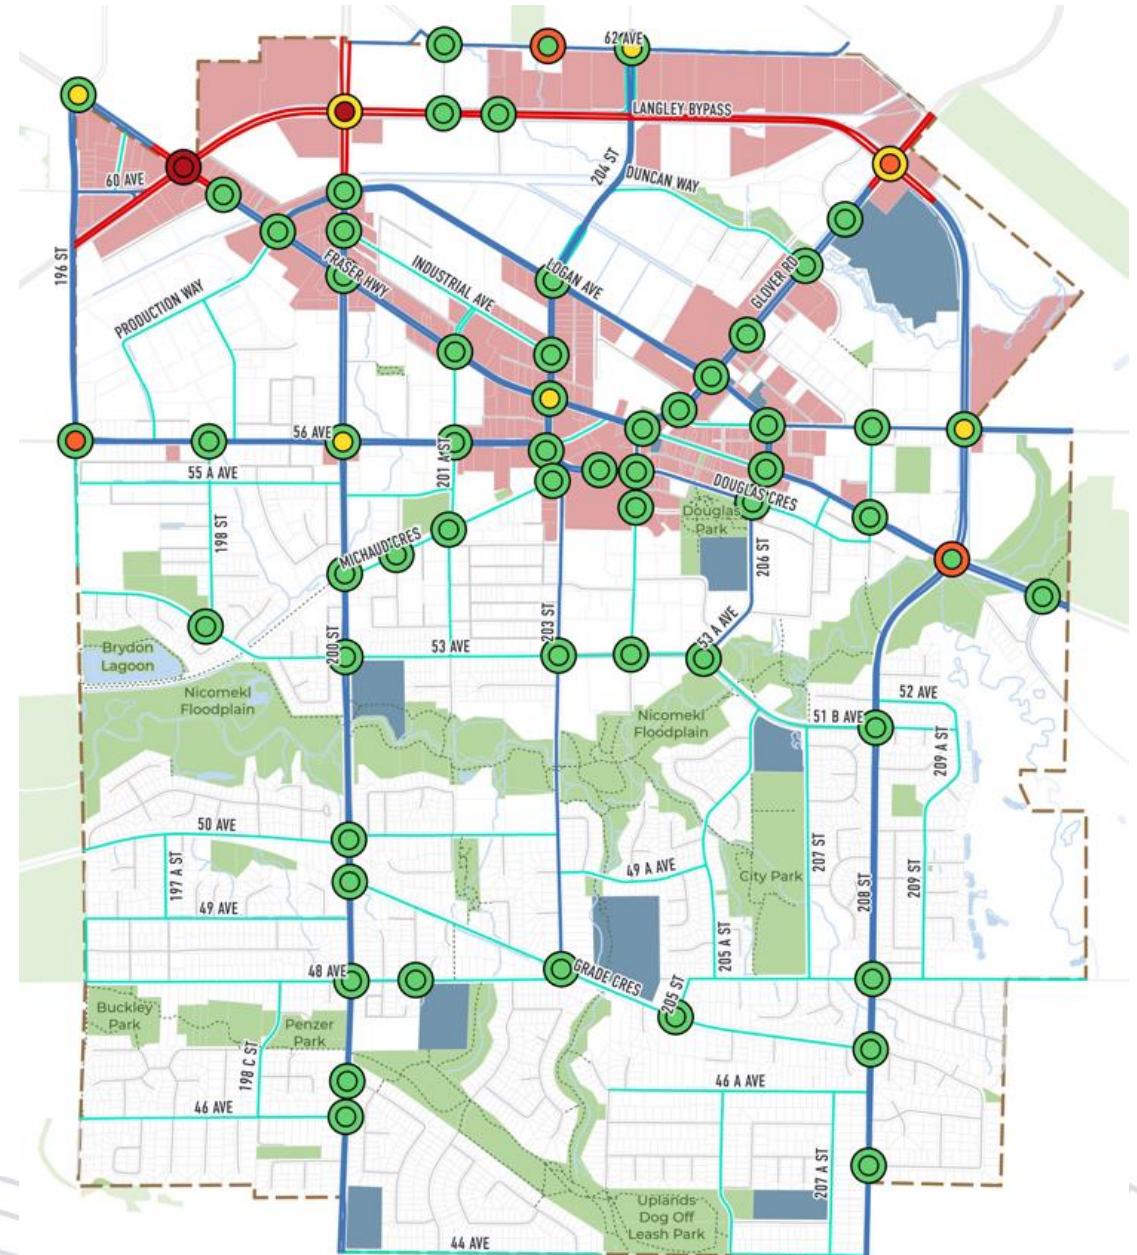 62 AVE
LANGLEY BYPASS
204 ST
DUNCAN WAY
60 AVE
196 ST
FRASER HWY
INDUSTRIAL AVE
LOGAN AVE
GLOVER RD
PRODUCTION WAY
56 AVE
201 A ST
55 A AVE
DOUGLAS CRES
Douglas
Park
198 ST
MICHAUD CRES
206 ST
200 ST
53 AVE
203 ST
53 A AVE
Brydon
Lagoon
Nicomekl
Floodplain
Nicomekl
Floodplain
52 AVE
51 B AVE
209 A ST
50 AVE
197 A ST
49 A AVE
City Park
207 ST
208 ST
209 ST
49 AVE
205 A ST
48 AVE
GRADE CRES
205 ST
Buckley
Park
Penzer
Park
198 C ST
46 A AVE
46 AVE
207 A ST
Uplands
Dog Off
Leash Park
44 AVE